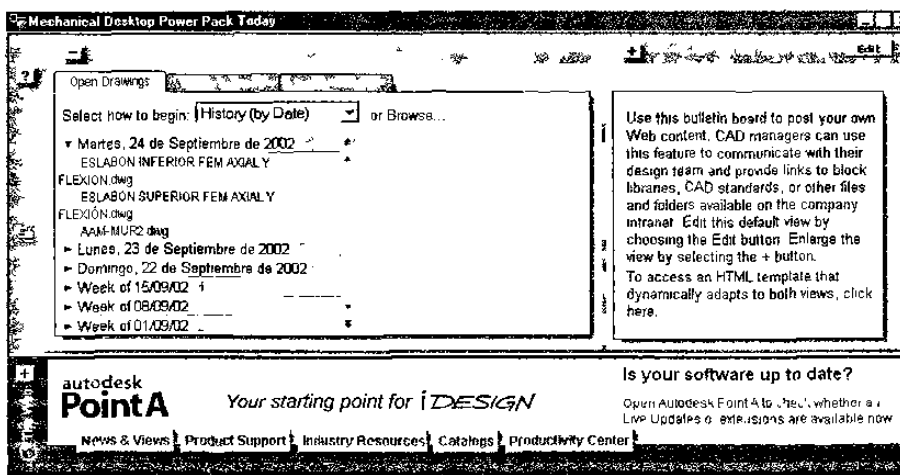 Mechanical Desktop Power Pack Today
Edit
Open Drawings
Select how to begin: History (by Date) or Browse...
▼ Martes, 24 de Septiembre de 2002
ESLABON INFERIOR FEM AXIAL Y
FLEXION.dwg
ESLABON SUPERIOR FEM AXIAL Y
FLEXIÓN.dwg
AAM-MUR2.dwg
► Lunes, 23 de Septiembre de 2002
► Domingo, 22 de Septiembre de 2002
► Week of 15/09/02
► Week of 08/09/02
► Week of 01/09/02
Use this bulletin board to post your own
Web content. CAD managers can use
this feature to communicate with their
design team and provide links to block
libraries, CAD standards, or other files
and folders available on the company
intranet. Edit this default view by
choosing the Edit button. Enlarge the
view by selecting the + button.
To access an HTML template that
dynamically adapts to both views, click
here.
autodesk
Point A
Your starting point for iDESIGN
Is your software up to date?
Open Autodesk Point A to check whether a
Live Updates or extensions are available now
News & Views Product Support Industry Resources Catalogs Productivity Center